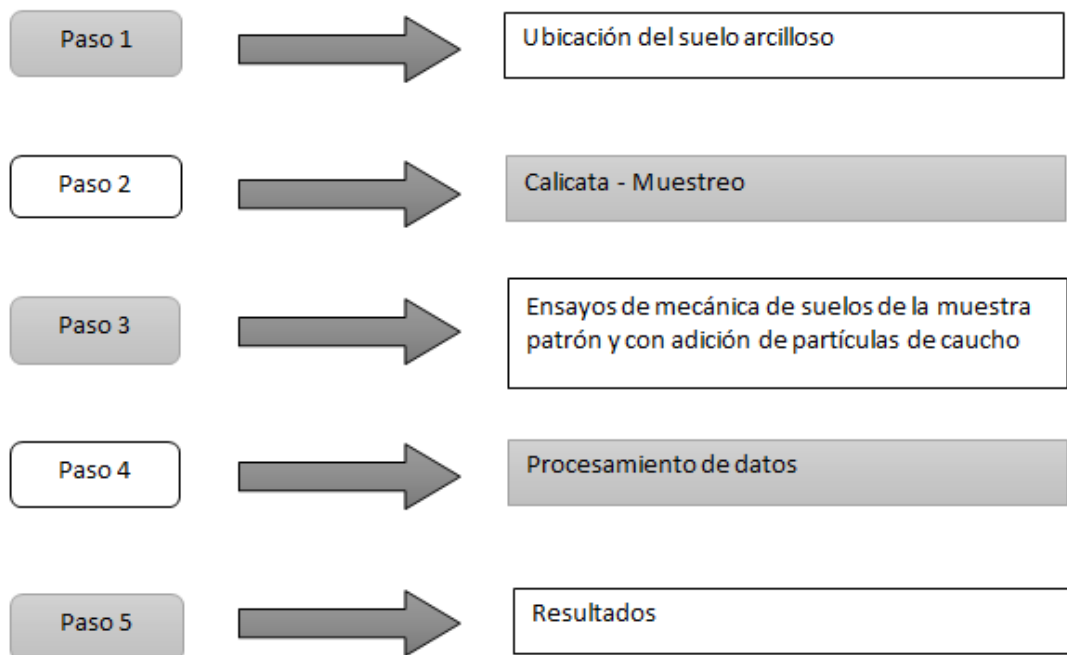 Paso 1
Ubicación del suelo arcilloso
Paso 2
Calicata - Muestreo
Paso 3
Ensayos de mecánica de suelos de la muestra
patrón y con adición de partículas de caucho
Paso 4
Procesamiento de datos
Paso 5
Resultados